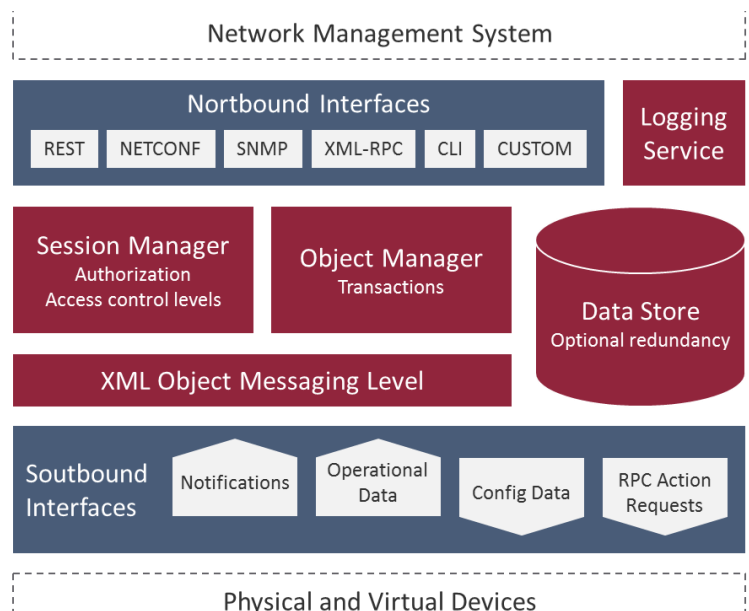 Network Management System
Nortbound Interfaces
REST
NETCONF
SNMP
XML-RPC
CLI
CUSTOM
Logging
Service
Session Manager
Authorization
Access control levels
Object Manager
Transactions
Data Store
Optional redundancy
XML Object Messaging Level
Soutbound
Interfaces
Notifications
Operational
Data
Config Data
RPC Action
Requests
Physical and Virtual Devices